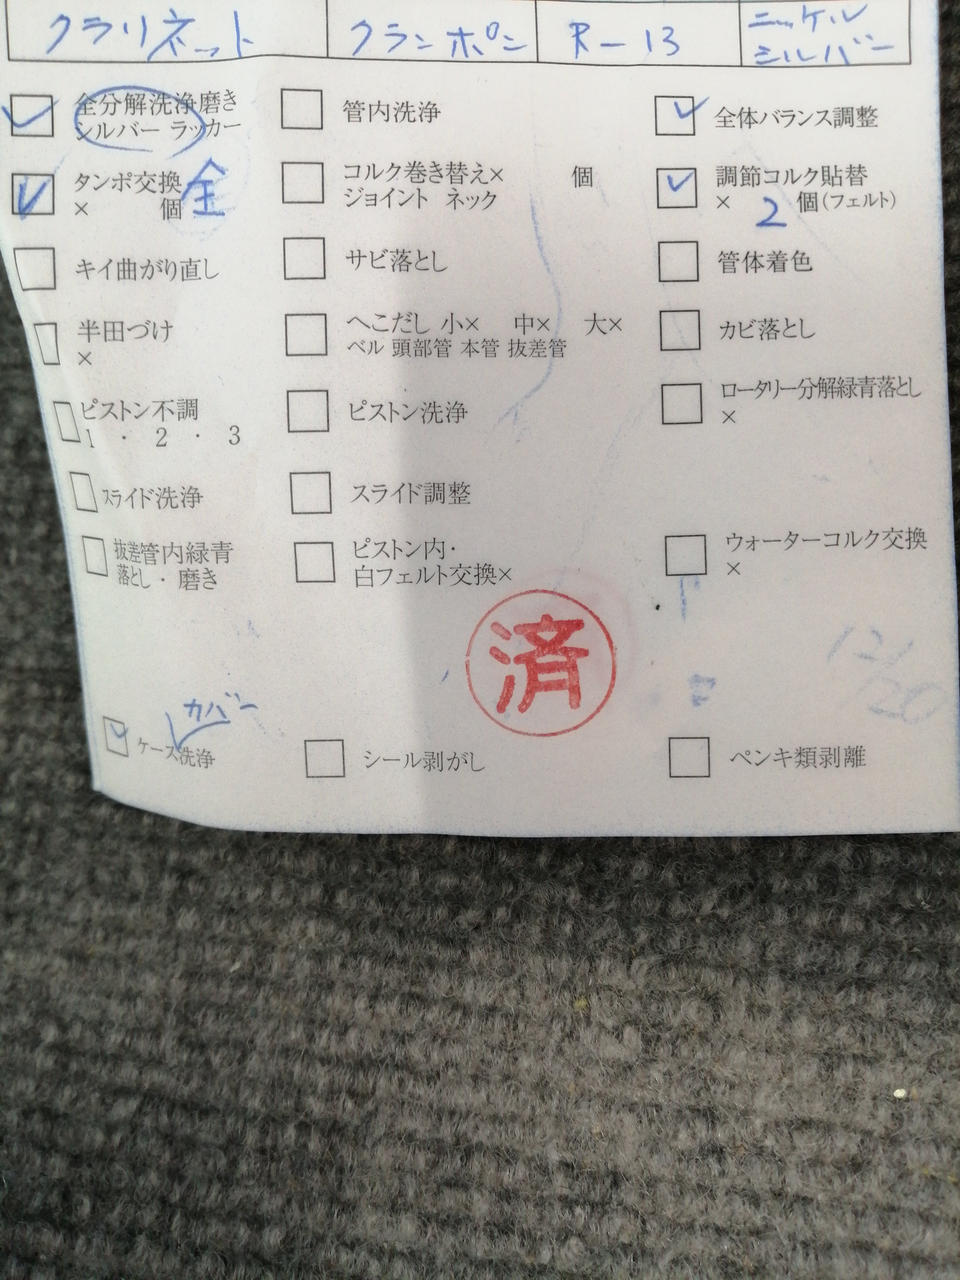 クラリネット クランポン R-13 ニッケル
シルバー
全分解洗浄磨き
シルバー ラッカー
管内洗浄
全体バランス調整
タンポ交換 全
× 個
コルク巻き替え× 個
ジョイント ネック
調節コルク貼替
× 2 個(フェルト)
キイ曲がり直し
サビ落とし
管体着色
半田づけ
×
へこだし 小× 中× 大×
ベル 頭部管 本管 抜差管
カビ落とし
ピストン不調
1 ・ 2 ・ 3
ピストン洗浄
ロータリー分解緑青落とし
×
スライド洗浄
スライド調整
抜差管内緑青
落とし・磨き
ピストン内・
白フェルト交換×
ウォーターコルク交換
×
済
12/20
カバー
ケース洗浄
シール剥がし
ペンキ類剥離